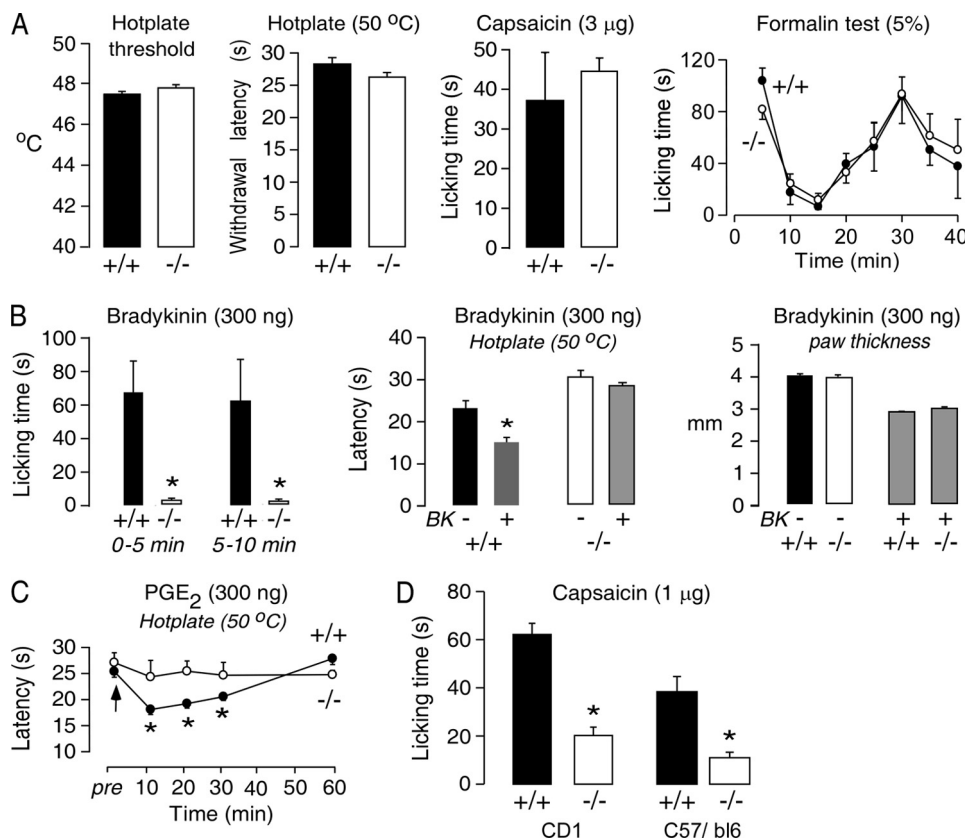 A
Hotplate threshold
50
48
46
44
42
40
°C
+/+ -/-
Hotplate (50 °C)
Withdrawal latency (s)
35
30
25
20
15
10
5
0
+/+ -/-
Capsaicin (3 µg)
Licking time (s)
50
40
30
20
10
0
+/+ -/-
Formalin test (5%)
Licking time (s)
120
80
40
0
+/+
-/-
0 10 20 30 40
Time (min)
B
Bradykinin (300 ng)
Licking time (s)
100
80
60
40
20
0
* *
+/+ -/- +/+ -/-
0-5 min 5-10 min
Bradykinin (300 ng)
Hotplate (50 °C)
Latency (s)
40
30
20
10
0
*
BK - + - +
+/+ -/-
Bradykinin (300 ng)
paw thickness
mm
5
4
3
2
1
0
BK - - + +
+/+ -/- +/+ -/-
C
PGE2 (300 ng)
Hotplate (50 °C)
Latency (s)
30
25
20
15
10
+/+
-/-
* * *
pre 10 20 30 40 50 60
Time (min)
D
Capsaicin (1 µg)
Licking time (s)
80
60
40
20
0
* *
+/+ -/- +/+ -/-
CD1 C57/ bl6